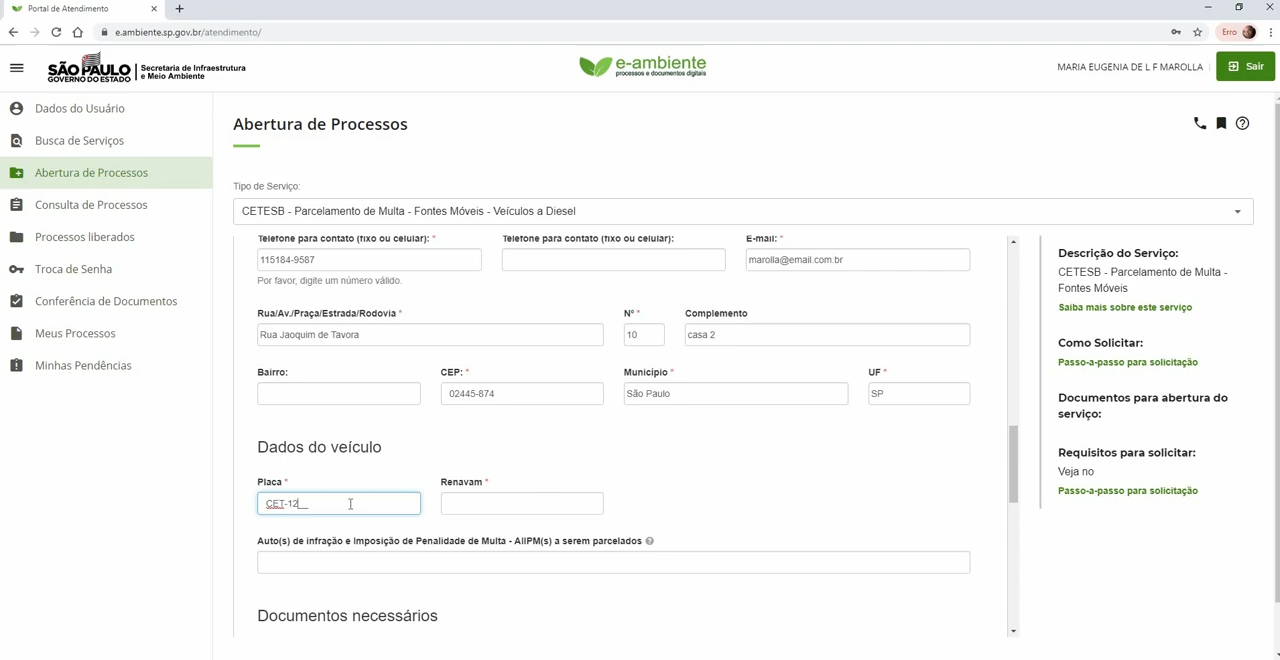 Portal de Atendimento
e.ambiente.sp.gov.br/atendimento/
Erro
SÃO PAULO
GOVERNO DO ESTADO
Secretaria de Infraestrutura
e Meio Ambiente
e-ambiente
processos e documentos digitais
MARIA EUGENIA DE L F MAROLLA
Sair
Dados do Usuário
Busca de Serviços
Abertura de Processos
Consulta de Processos
Processos liberados
Troca de Senha
Conferência de Documentos
Meus Processos
Minhas Pendências
Abertura de Processos
Tipo de Serviço:
CETESB - Parcelamento de Multa - Fontes Móveis - Veículos a Diesel
Telefone para contato (fixo ou celular): * Telefone para contato (fixo ou celular): E-mail: *
115184-9587 marolla@email.com.br
Por favor, digite um número válido.
Rua/Av./Praça/Estrada/Rodovia * Nº * Complemento
Rua Jaoquim de Tavora 10 casa 2
Bairro: CEP: * Município * UF *
02445-874 São Paulo SP
Dados do veículo
Placa * Renavam *
CET-12__
Auto(s) de infração e Imposição de Penalidade de Multa - AIIPM(s) a serem parcelados
Documentos necessários
Descrição do Serviço:
CETESB - Parcelamento de Multa -
Fontes Móveis
Saiba mais sobre este serviço
Como Solicitar:
Passo-a-passo para solicitação
Documentos para abertura do
serviço:
Requisitos para solicitar:
Veja no
Passo-a-passo para solicitação